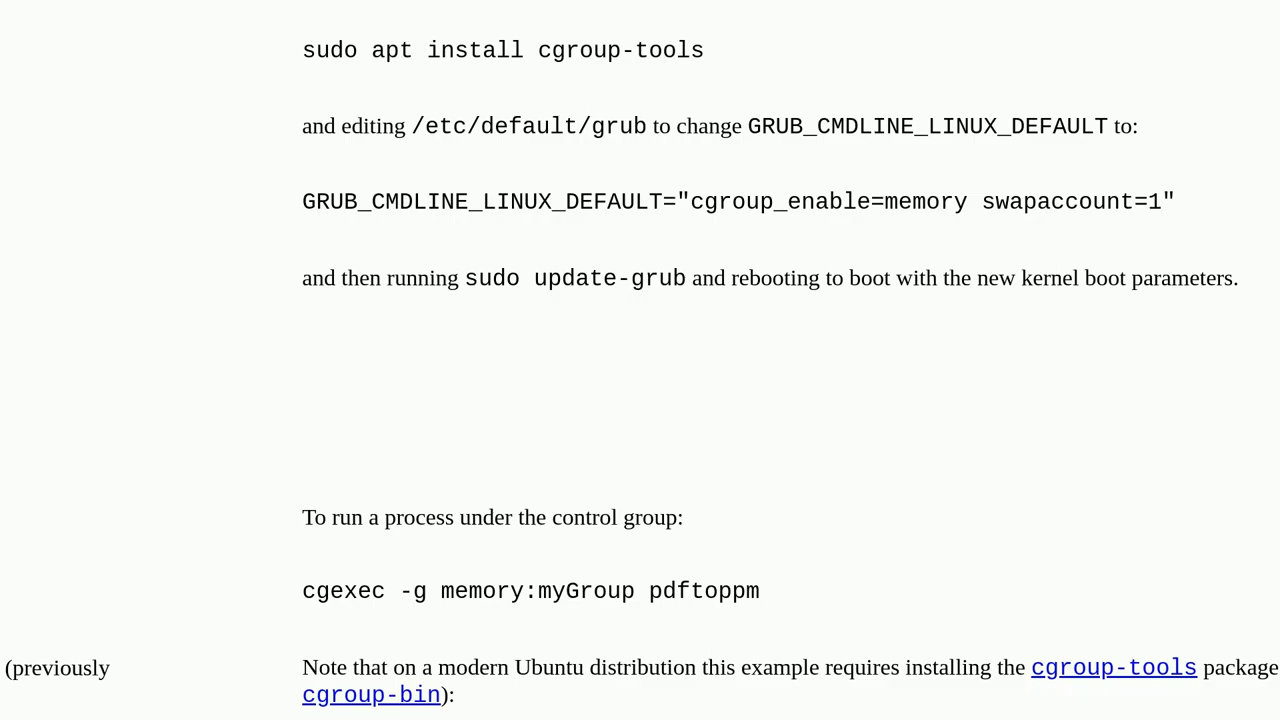 sudo apt install cgroup-tools
and editing /etc/default/grub to change GRUB_CMDLINE_LINUX_DEFAULT to:
GRUB_CMDLINE_LINUX_DEFAULT="cgroup_enable=memory swapaccount=1"
and then running sudo update-grub and rebooting to boot with the new kernel boot parameters.
To run a process under the control group:
cgexec -g memory:myGroup pdftoppm
Note that on a modern Ubuntu distribution this example requires installing the cgroup-tools package
(previously
cgroup-bin):